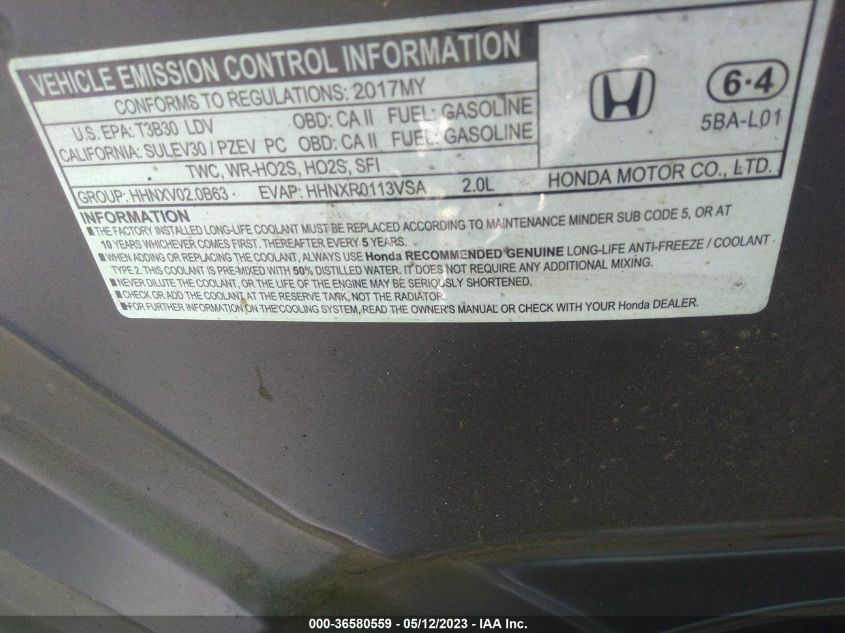 VEHICLE EMISSION CONTROL INFORMATION
CONFORMS TO REGULATIONS: 2017MY
U.S. EPA: T3B30 LDV OBD: CA II FUEL: GASOLINE
CALIFORNIA: SULEV30 / PZEV PC OBD: CA II FUEL: GASOLINE
TWC, WR-HO2S, HO2S, SFI
GROUP: HHNXV02.0B63 EVAP: HHNXR0113VSA 2.0L
6·4
5BA-L01
HONDA MOTOR CO., LTD.
INFORMATION
■THE FACTORY INSTALLED LONG-LIFE COOLANT MUST BE REPLACED ACCORDING TO MAINTENANCE MINDER SUB CODE 5, OR AT
10 YEARS WHICHEVER COMES FIRST. THEREAFTER EVERY 5 YEARS.
■WHEN ADDING OR REPLACING THE COOLANT, ALWAYS USE Honda RECOMMENDED GENUINE LONG-LIFE ANTI-FREEZE / COOLANT
TYPE 2. THIS COOLANT IS PRE-MIXED WITH 50% DISTILLED WATER. IT DOES NOT REQUIRE ANY ADDITIONAL MIXING.
■NEVER DILUTE THE COOLANT, OR THE LIFE OF THE ENGINE MAY BE SERIOUSLY SHORTENED.
■CHECK OR ADD COOLANT AT THE RESERVE TANK, NOT THE RADIATOR.
■FOR FURTHER INFORMATION ON THE COOLING SYSTEM, READ THE OWNER'S MANUAL OR CHECK WITH YOUR Honda DEALER.
000-36580559 - 05/12/2023 - IAA Inc.